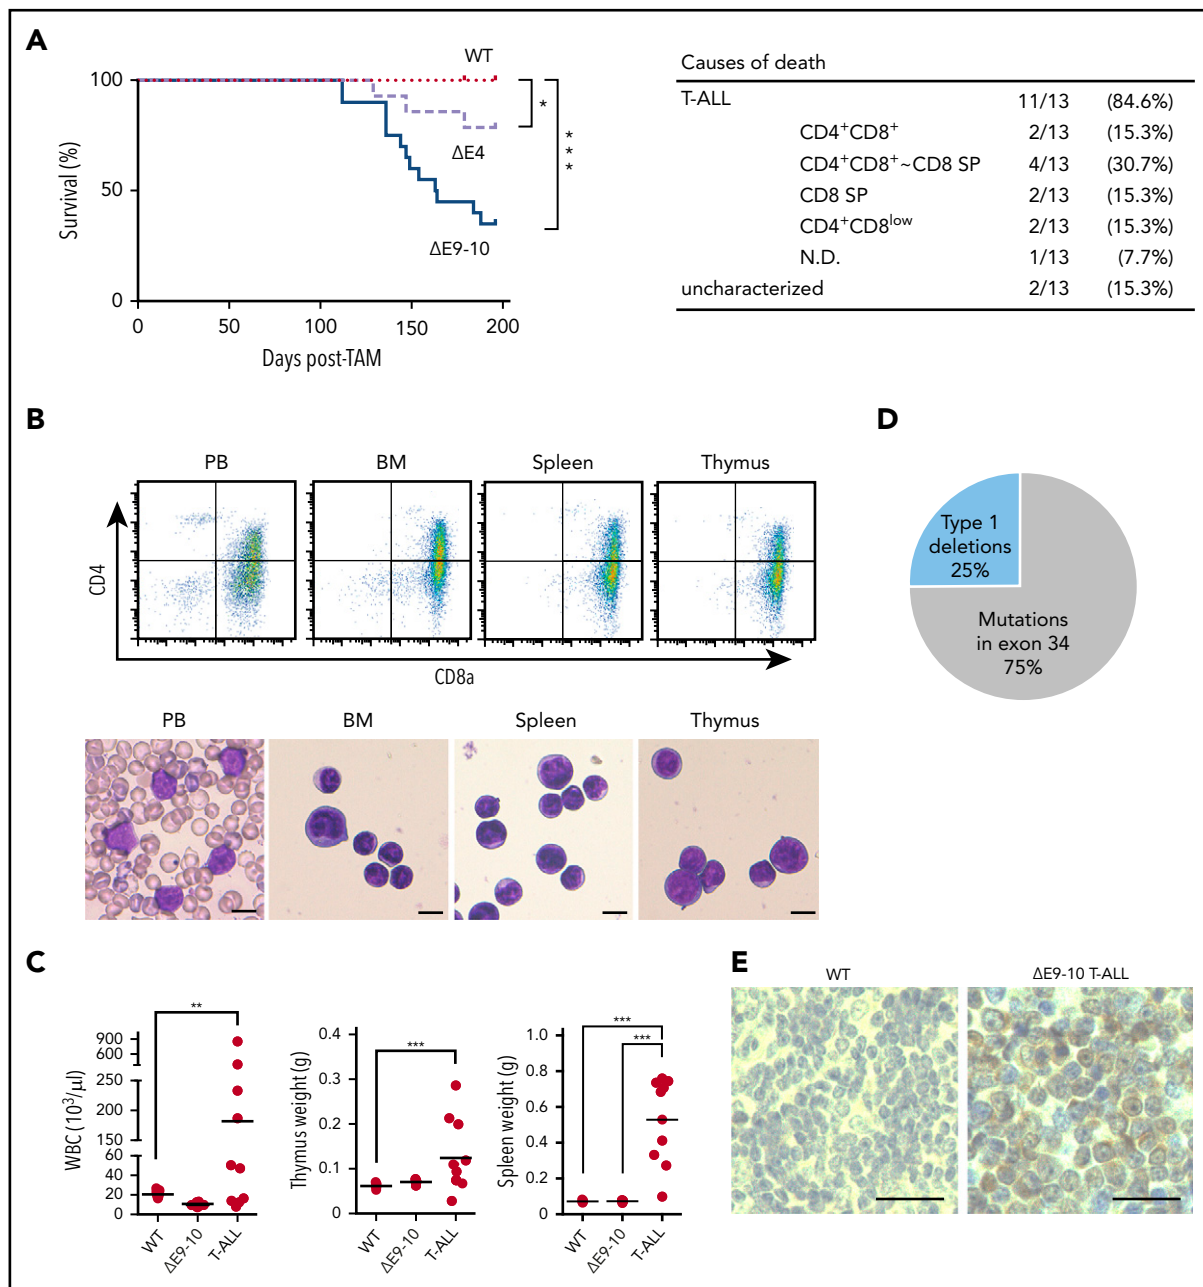 A
WT
100
*
* * *
ΔE4
50
ΔE9-10
0
Survival (%)
0 50 100 150 200
Days post-TAM
Causes of death
T-ALL 11/13 (84.6%)
CD4+CD8+ 2/13 (15.3%)
CD4+CD8+~CD8 SP 4/13 (30.7%)
CD8 SP 2/13 (15.3%)
CD4+CD8low 2/13 (15.3%)
N.D. 1/13 (7.7%)
uncharacterized 2/13 (15.3%)
B
PB BM Spleen Thymus
CD4
CD8a
PB BM Spleen Thymus
D
Type 1
deletions
25%
Mutations
in exon 34
75%
C
**
900
600
250
200
150
60
40
20
0
WBC (10³/µl)
WT ΔE9-10 T-ALL
***
0.4
0.2
0.1
0
Thymus weight (g)
WT ΔE9-10 T-ALL
***
***
1.0
0.8
0.6
0.4
0.2
0
Spleen weight (g)
WT ΔE9-10 T-ALL
E
WT ΔE9-10 T-ALL